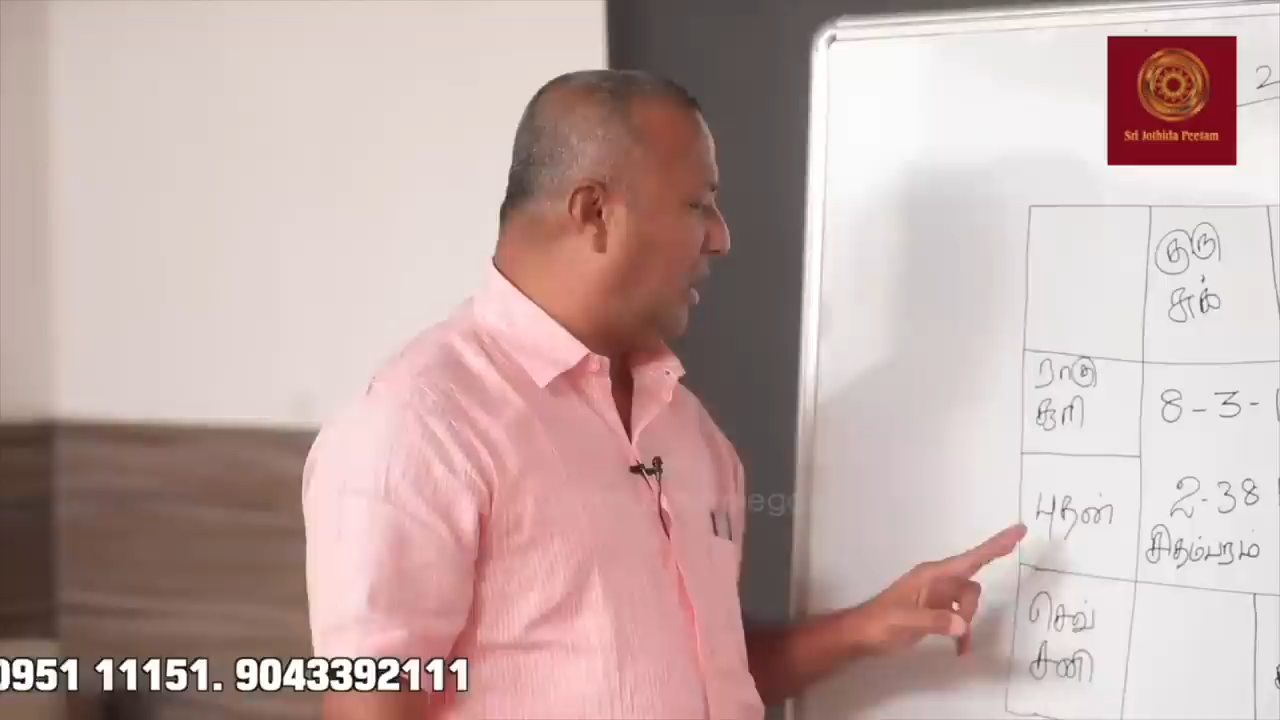 Sri Jothida Peetam
2
குரு
சுக்
ராகு
சூரி
8-3-
புதன்
2-38
சிதம்பரம்
செவ்
சனி
0951 11151. 9043392111